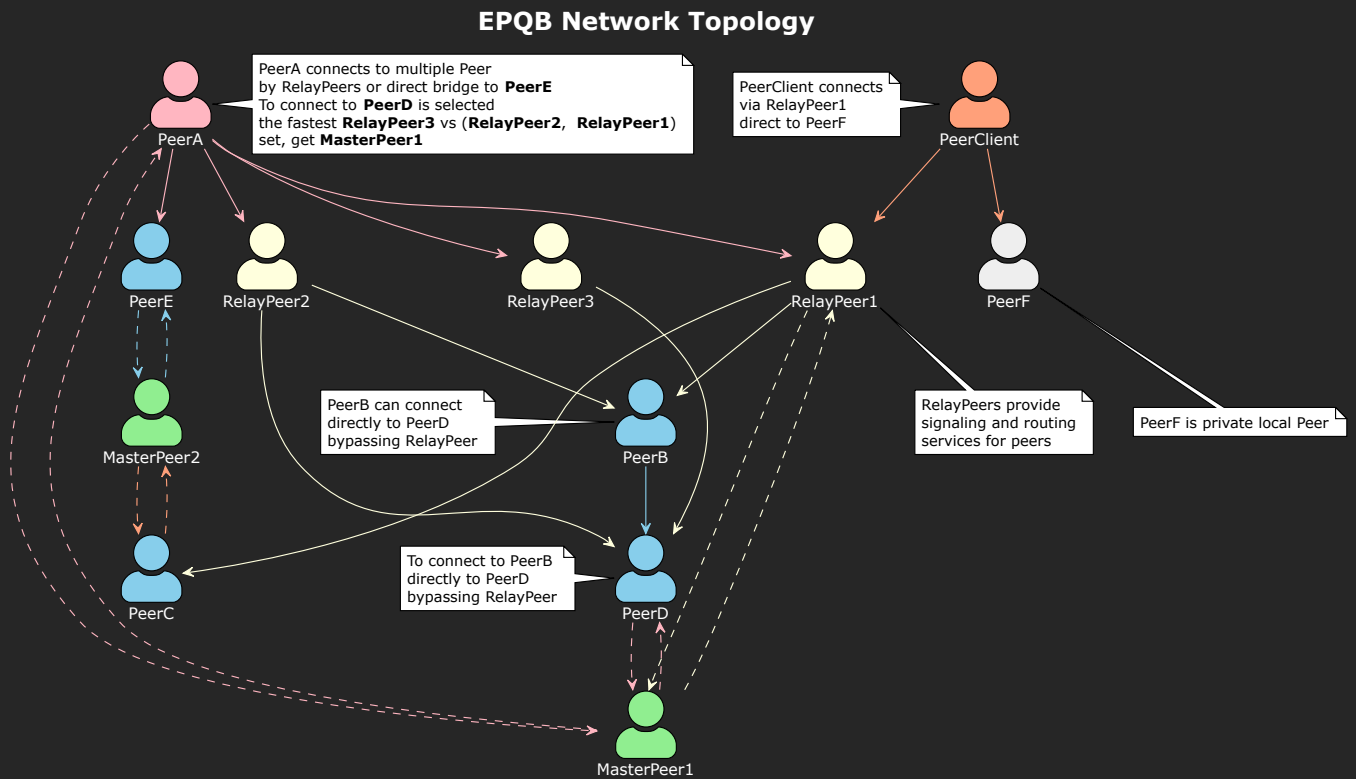 EPQB Network Topology
PeerA connects to multiple Peer
by RelayPeers or direct bridge to PeerE
To connect to PeerD is selected
the fastest RelayPeer3 vs (RelayPeer2, RelayPeer1)
set, get MasterPeer1
PeerClient connects
via RelayPeer1
direct to PeerF
PeerA
PeerClient
PeerE
RelayPeer2
RelayPeer3
RelayPeer1
PeerF
PeerB can connect
directly to PeerD
bypassing RelayPeer
RelayPeers provide
signaling and routing
services for peers
PeerF is private local Peer
MasterPeer2
PeerB
To connect to PeerB
directly to PeerD
bypassing RelayPeer
PeerC
PeerD
MasterPeer1